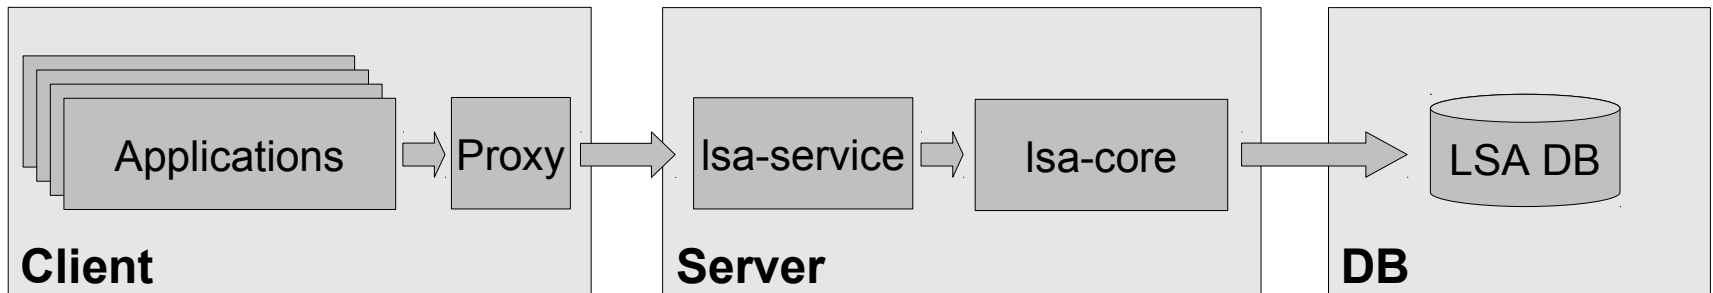 Applications
Proxy
lsa-service
lsa-core
LSA DB
Client
Server
DB